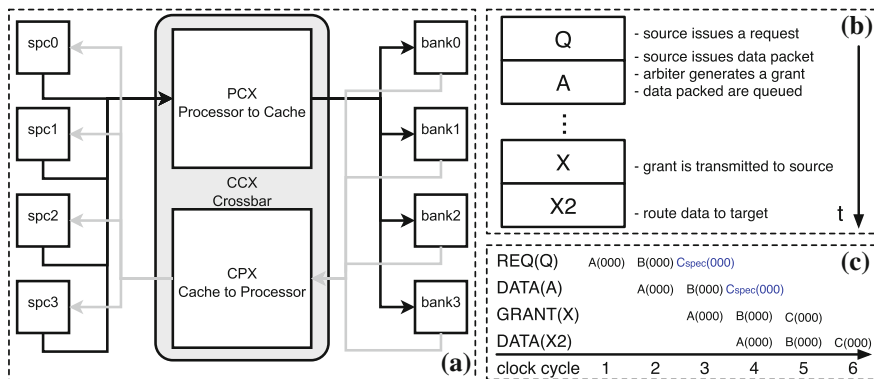 spc0
spc1
spc2
spc3
PCX
Processor to Cache
CCX
Crossbar
CPX
Cache to Processor
bank0
bank1
bank2
bank3
(a)
(b)
Q
- source issues a request
- source issues data packet
A
- arbiter generates a grant
- data packed are queued
X
- grant is transmitted to source
X2
- route data to target
t
(c)
REQ(Q) A(000) B(000) Cspec(000)
DATA(A) A(000) B(000) Cspec(000)
GRANT(X) A(000) B(000) C(000)
DATA(X2) A(000) B(000) C(000)
clock cycle 1 2 3 4 5 6